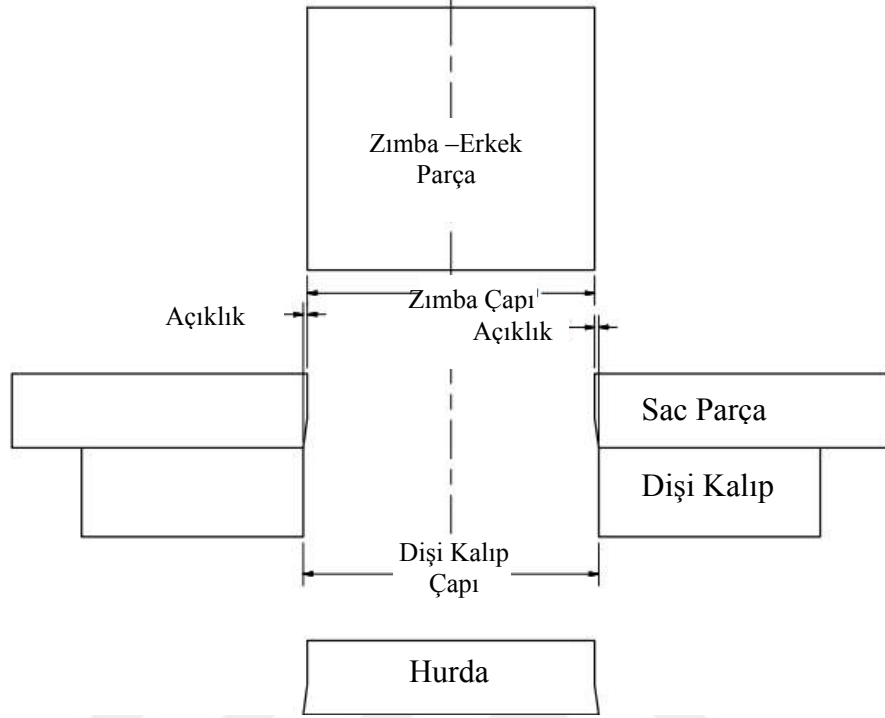 Zımba –Erkek
Parça
Zımba Çapı
Açıklık
Açıklık
Sac Parça
Dişi Kalıp
Dişi Kalıp
Çapı
Hurda